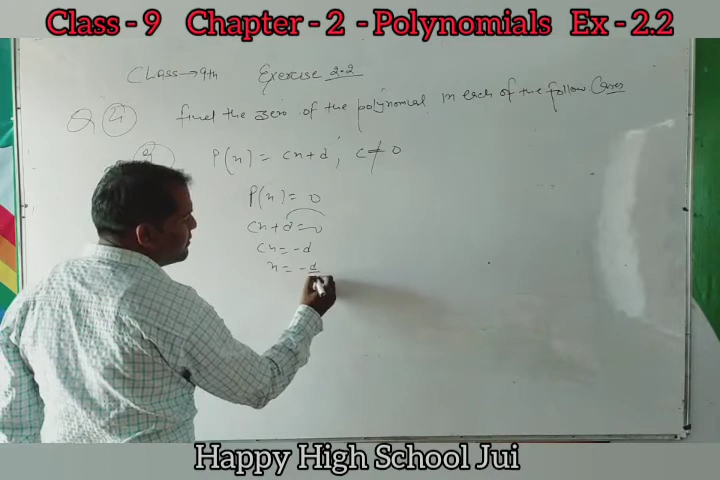 Class - 9 Chapter - 2 - Polynomials Ex - 2.2
Class → 9th Exercise 2.2
Find the zero of the polynomial in each of the follow Cases
P(x) = cx + d, c ≠ 0
P(x) = 0
cx + d = 0
cx = -d
x = -d
Happy High School Jui